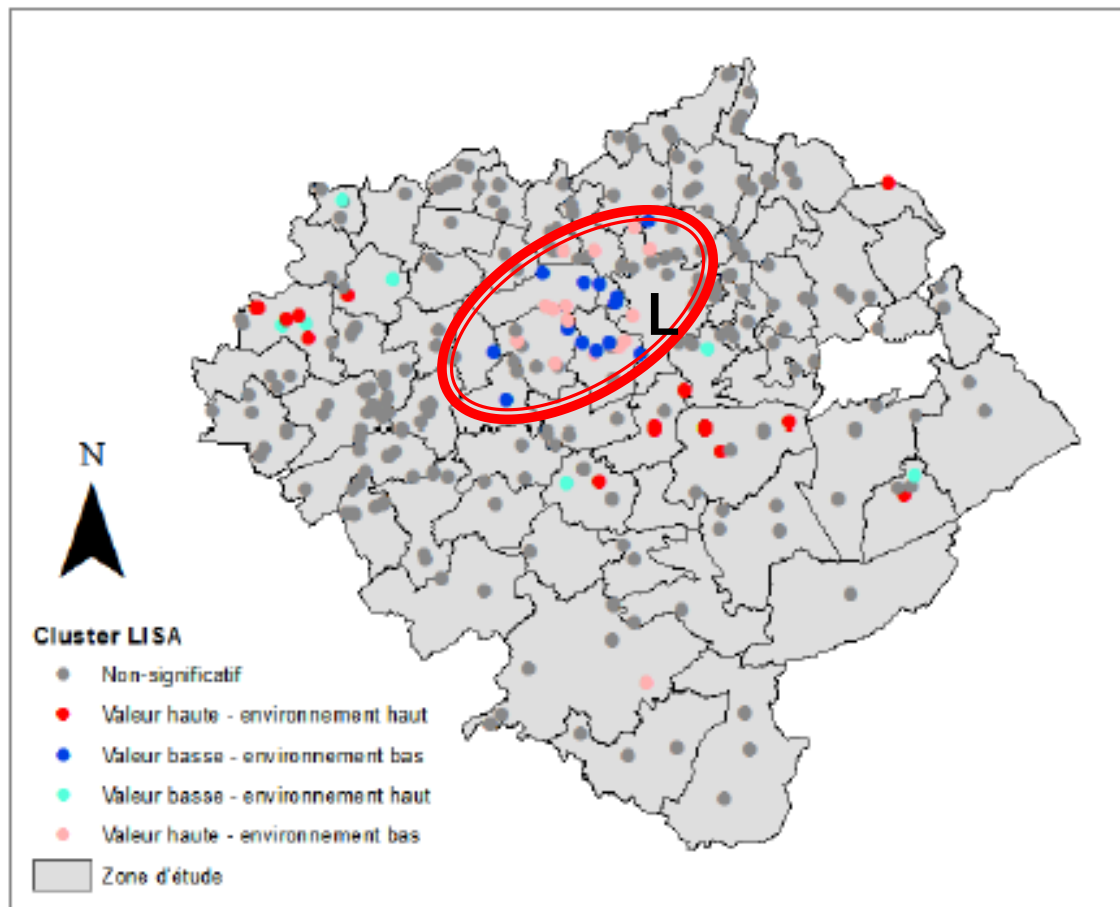 L
N
Cluster LISA
Non-significatif
Valeur haute - environnement haut
Valeur basse - environnement bas
Valeur basse - environnement haut
Valeur haute - environnement bas
Zone d'étude